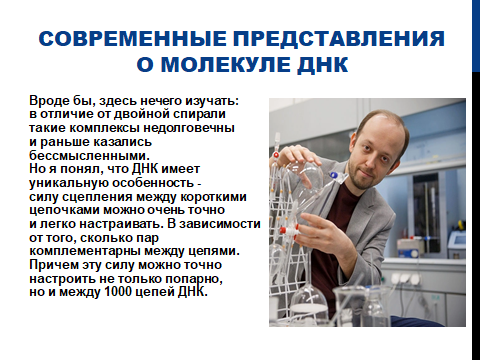 СОВРЕМЕННЫЕ ПРЕДСТАВЛЕНИЯ
О МОЛЕКУЛЕ ДНК
Вроде бы, здесь нечего изучать:
в отличие от двойной спирали
такие комплексы недолговечны
и раньше казались
бессмысленными.
Но я понял, что ДНК имеет
уникальную особенность -
силу сцепления между короткими
цепочками можно очень точно
и легко настраивать. В зависимости
от того, сколько пар
комплементарны между цепями.
Причем эту силу можно точно
настроить не только попарно,
но и между 1000 цепей ДНК.